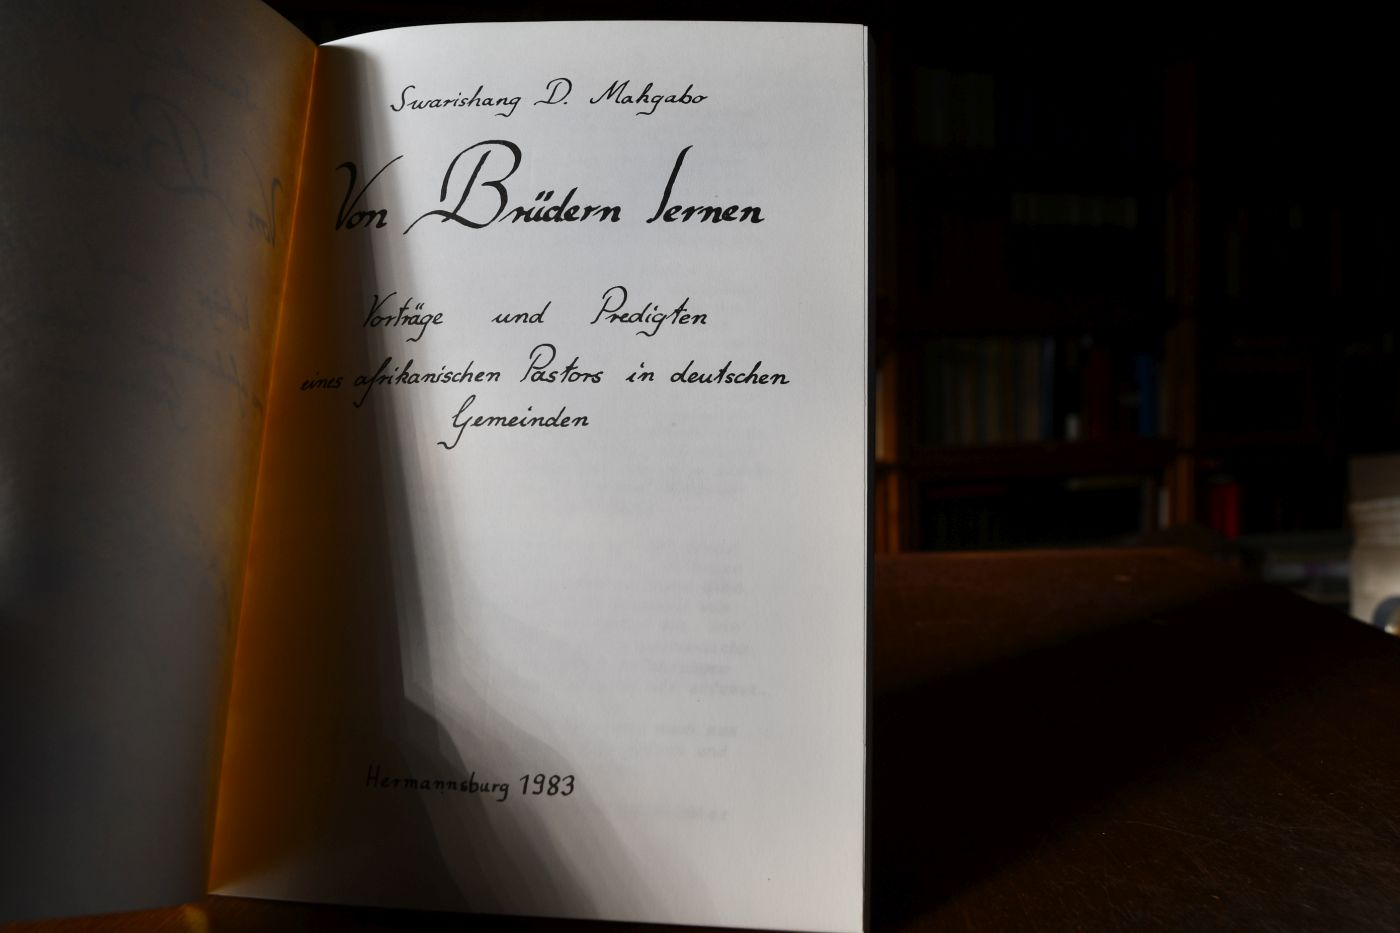 Swarishang D. Mahgabo
Von Brüdern lernen
Vorträge und Predigten
eines afrikanischen Pastors in deutschen
Gemeinden
Hermannsburg 1983